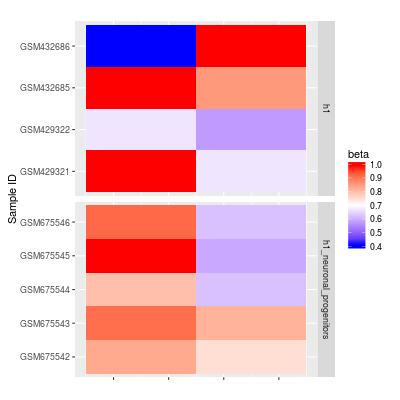 GSM432686
GSM432685
GSM429322
GSM429321
h1
GSM675546
GSM675545
GSM675544
GSM675543
GSM675542
h1_neuronal_progenitors
Sample ID
beta
1.0
0.9
0.8
0.7
0.6
0.5
0.4